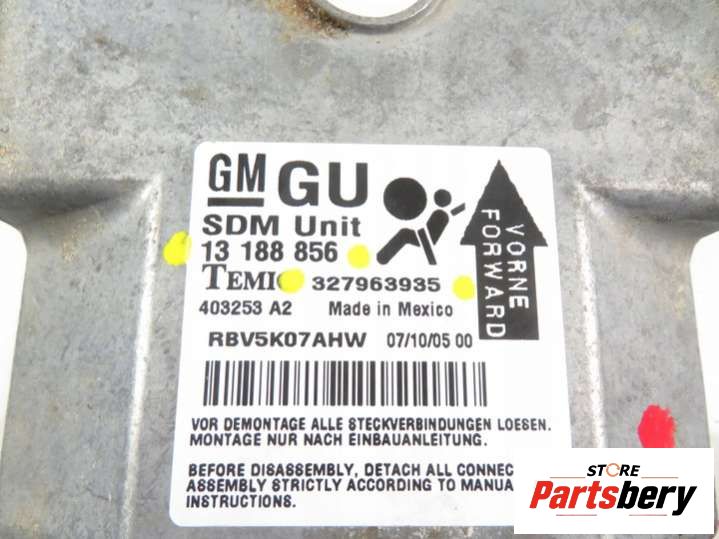 GM GU
SDM Unit
13 188 856
TEMIC 327963935
403253 A2 Made in Mexico
RBV5K07AHW 07/10/05 00
VORNE
FORWARD
VOR DEMONTAGE ALLE STECKVERBINDUNGEN LOESEN.
MONTAGE NUR NACH EINBAUANLEITUNG.
BEFORE DISASSEMBLY, DETACH ALL CONNEC
ASSEMBLY STRICTLY ACCORDING TO MANUA
INSTRUCTIONS.
STORE
Partsbery